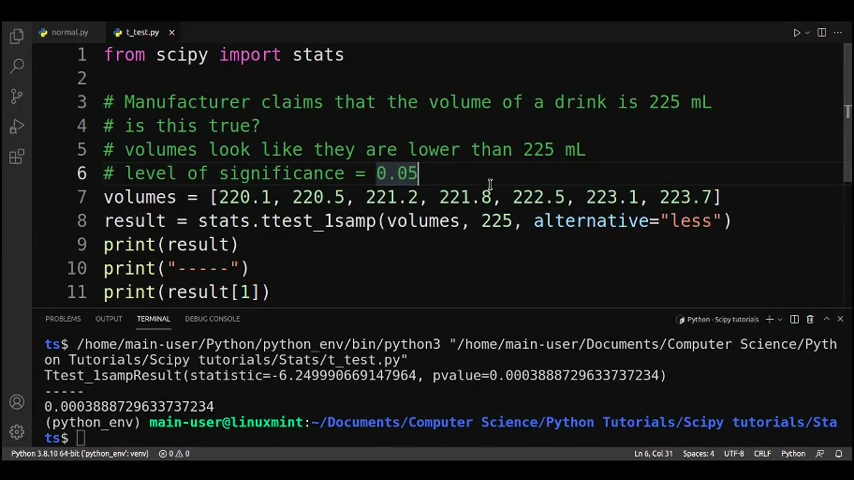 normal.py
t_test.py
1 from scipy import stats
2
3 # Manufacturer claims that the volume of a drink is 225 mL
4 # is this true?
5 # volumes look like they are lower than 225 mL
6 # level of significance = 0.05
7 volumes = [220.1, 220.5, 221.2, 221.8, 222.5, 223.1, 223.7]
8 result = stats.ttest_1samp(volumes, 225, alternative="less")
9 print(result)
10 print("-----")
11 print(result[1])
PROBLEMS OUTPUT TERMINAL DEBUG CONSOLE
Python - Scipy tutorials
ts$ /home/main-user/Python/python_env/bin/python3 "/home/main-user/Documents/Computer Science/Pyth
on Tutorials/Scipy tutorials/Stats/t_test.py"
Ttest_1sampResult(statistic=-6.249990669147964, pvalue=0.0003888729633737234)
-----
0.0003888729633737234
(python_env) main-user@linuxmint:~/Documents/Computer Science/Python Tutorials/Scipy tutorials/Sta
ts$
Python 3.8.10 64-bit ('python_env': venv) 0 0 Ln 6, Col 31 Spaces: 4 UTF-8 CRLF Python